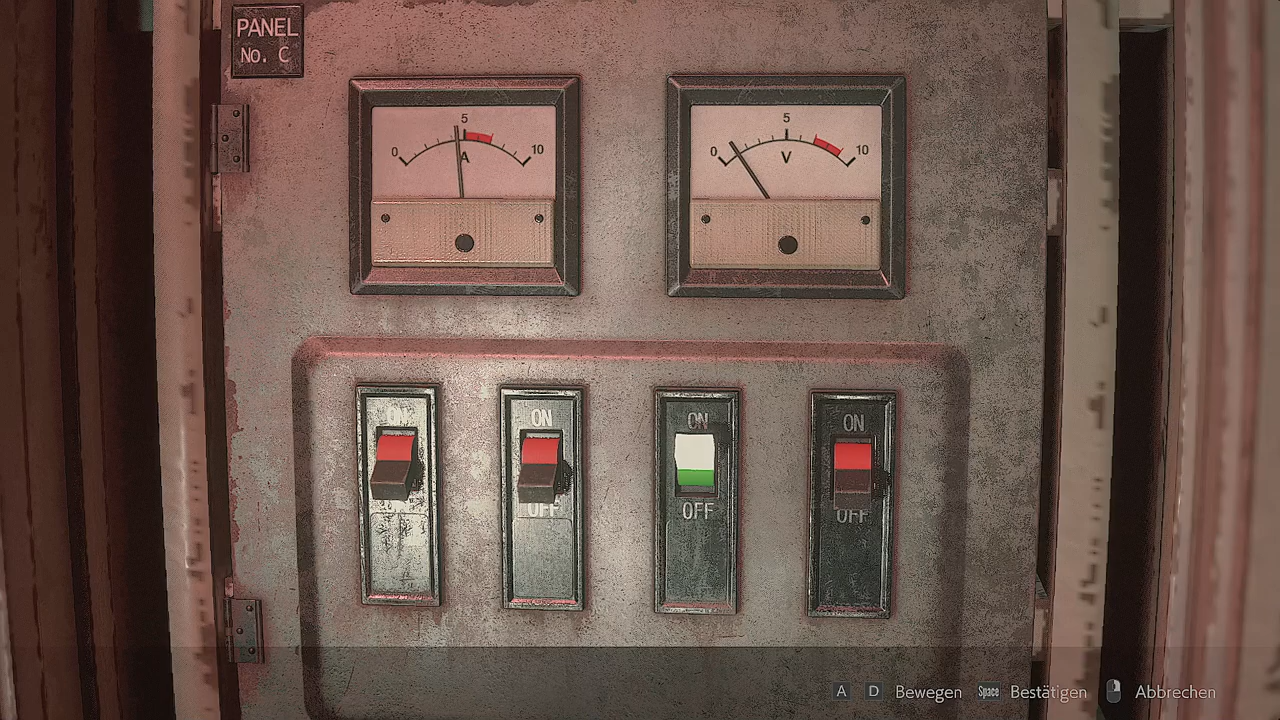 PANEL
No. C
0 5 10
A
0 5 10
V
ON ON ON ON
OFF OFF OFF
A D Bewegen Space Bestätigen Abbrechen